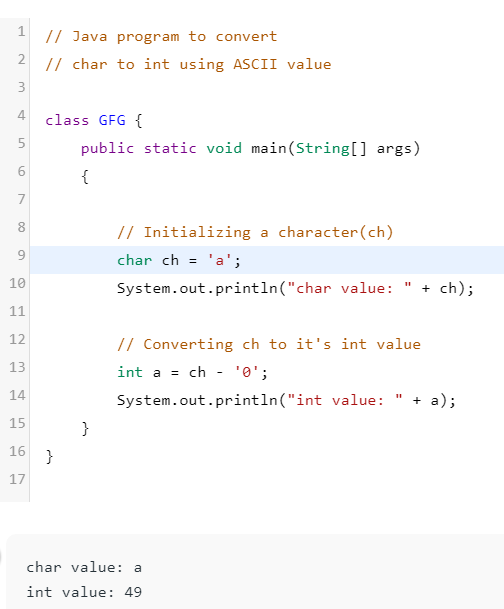 1 // Java program to convert
2 // char to int using ASCII value
3
4 class GFG {
5     public static void main(String[] args)
6     {
7
8         // Initializing a character(ch)
9         char ch = 'a';
10         System.out.println("char value: " + ch);
11
12         // Converting ch to it's int value
13         int a = ch - '0';
14         System.out.println("int value: " + a);
15     }
16 }
17
char value: a
int value: 49